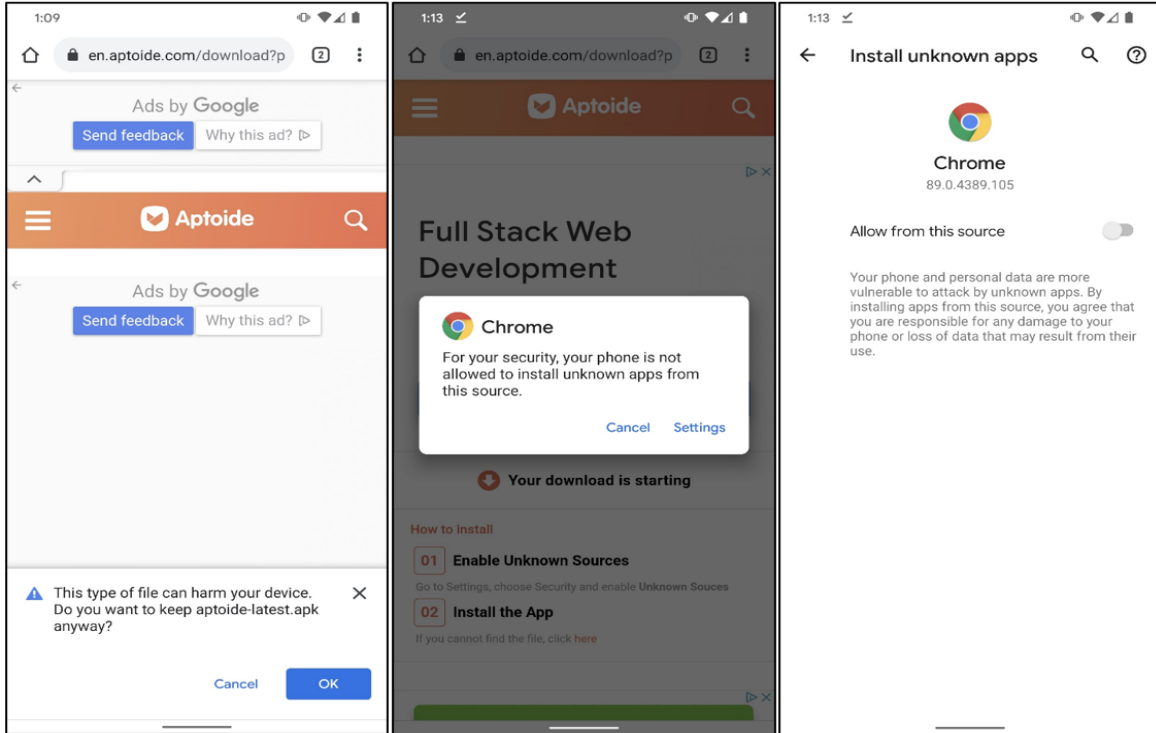 1:09
en.aptoide.com/download?p
2
Ads by Google
Send feedback
Why this ad?
Aptoide
Ads by Google
Send feedback
Why this ad?
This type of file can harm your device.
Do you want to keep aptoide-latest.apk
anyway?
Cancel
OK
1:13
en.aptoide.com/download?p
2
Aptoide
Full Stack Web
Development
Chrome
For your security, your phone is not
allowed to install unknown apps from
this source.
Cancel
Settings
Your download is starting
How to install
01 Enable Unknown Sources
Go to Settings, choose Security and enable Unknown Souces
02 Install the App
If you cannot find the file, click here
1:13
Install unknown apps
Chrome
89.0.4389.105
Allow from this source
Your phone and personal data are more
vulnerable to attack by unknown apps. By
installing apps from this source, you agree that
you are responsible for any damage to your
phone or loss of data that may result from their
use.